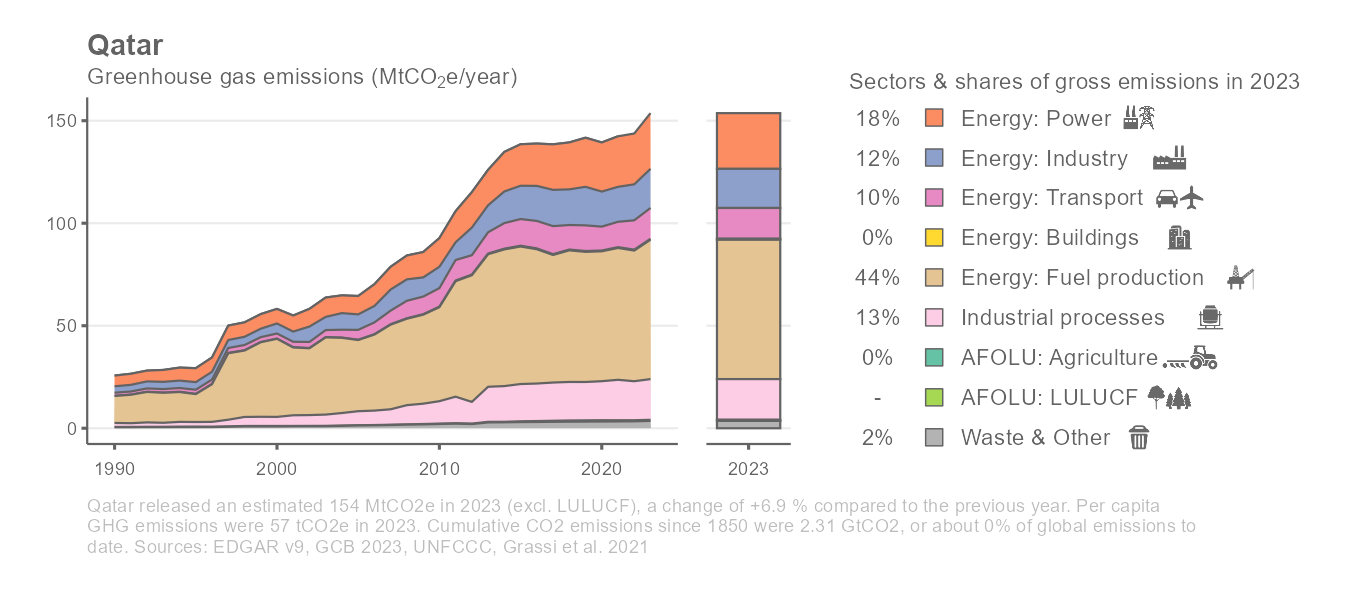 Qatar
Greenhouse gas emissions (MtCO₂e/year)
150
100
50
0
1990
2000
2010
2020
2023
Sectors & shares of gross emissions in 2023
18% Energy: Power
12% Energy: Industry
10% Energy: Transport
0% Energy: Buildings
44% Energy: Fuel production
13% Industrial processes
0% AFOLU: Agriculture
- AFOLU: LULUCF
2% Waste & Other
Qatar released an estimated 154 MtCO2e in 2023 (excl. LULUCF), a change of +6.9 % compared to the previous year. Per capita
GHG emissions were 57 tCO2e in 2023. Cumulative CO2 emissions since 1850 were 2.31 GtCO2, or about 0% of global emissions to
date. Sources: EDGAR v9, GCB 2023, UNFCCC, Grassi et al. 2021